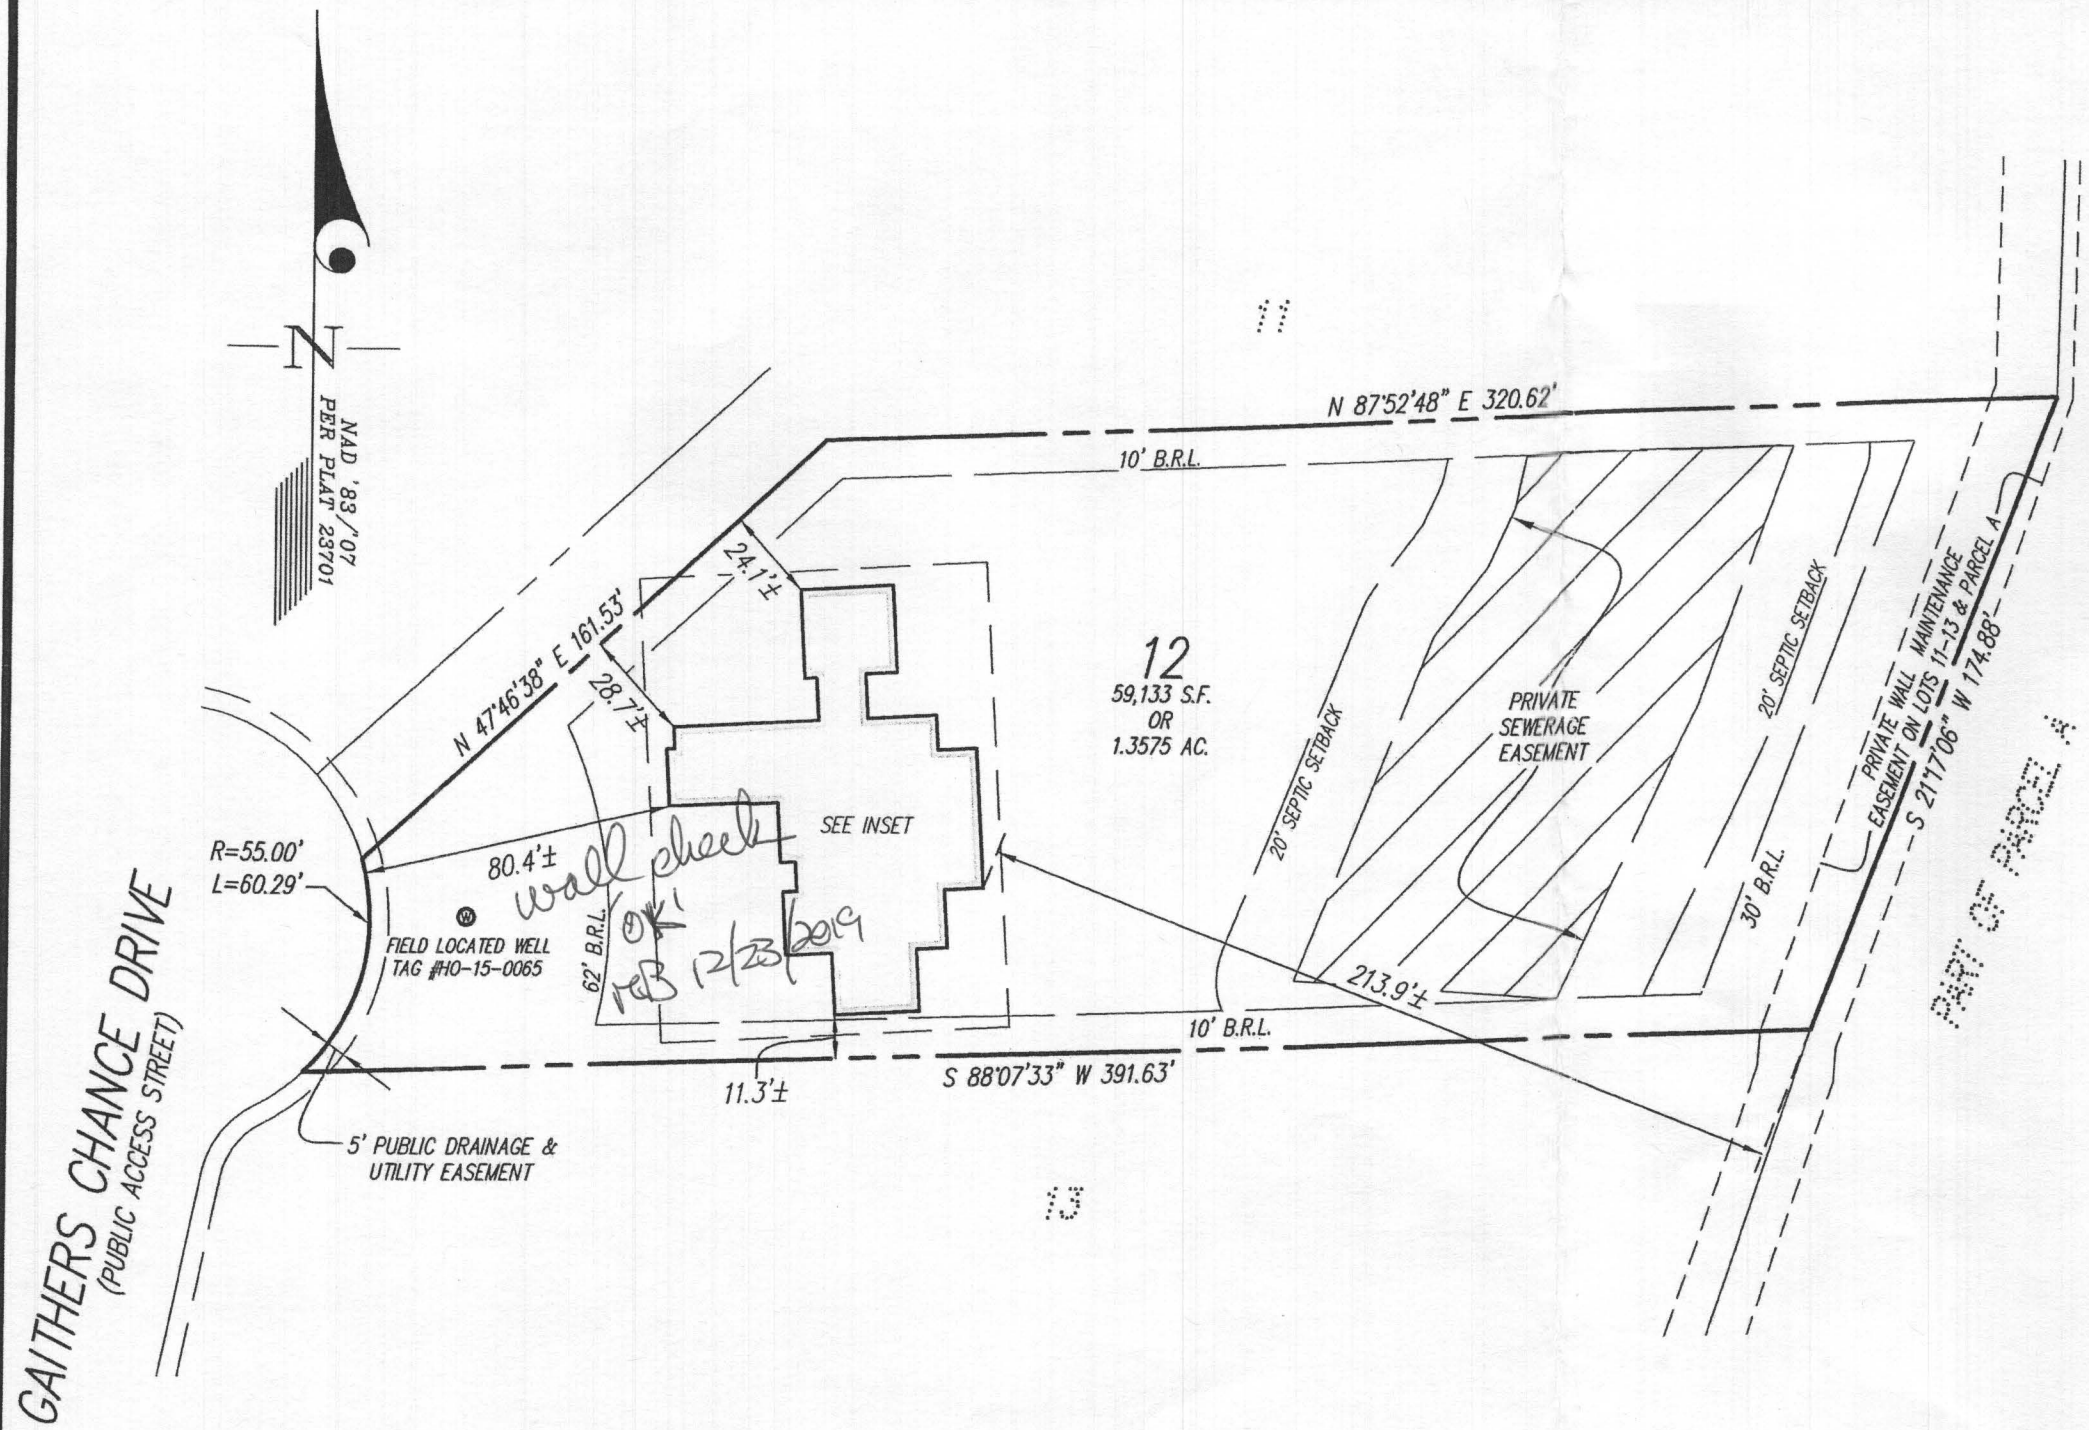 N
NAD '83/'07
PER PLAT 23701
11
N 87°52'48" E 320.62'
10' B.R.L.
24.1'±
N 47°46'38" E 161.53'
28.7'±
12
59,133 S.F.
OR
1.3575 AC.
PRIVATE
SEWERAGE
EASEMENT
20' SEPTIC SETBACK
20' SEPTIC SETBACK
30' B.R.L.
PRIVATE WALL MAINTENANCE
EASEMENT ON LOTS 11-13 & PARCEL A
S 21°17'06" W 174.88'
PART OF PARCEL A
SEE INSET
R=55.00'
L=60.29'
80.4'±
wall check
'OK'
12/23/2019
W
FIELD LOCATED WELL
TAG #HO-15-0065
62' B.R.L.
213.9'±
10' B.R.L.
11.3'±
S 88°07'33" W 391.63'
5' PUBLIC DRAINAGE &
UTILITY EASEMENT
13
GAITHERS CHANCE DRIVE
(PUBLIC ACCESS STREET)